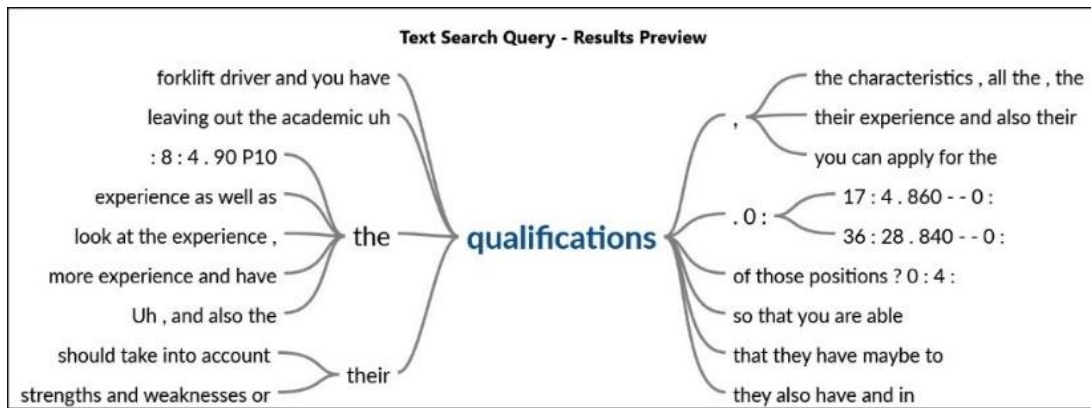 Text Search Query - Results Preview
forklift driver and you have
leaving out the academic uh
: 8 : 4 . 90 P10
experience as well as
look at the experience ,
more experience and have
Uh , and also the
the
should take into account
strengths and weaknesses or
their
qualifications
,
the characteristics , all the , the
their experience and also their
you can apply for the
. 0 :
17 : 4 . 860 - - 0 :
36 : 28 . 840 - - 0 :
of those positions ? 0 : 4 :
so that you are able
that they have maybe to
they also have and in